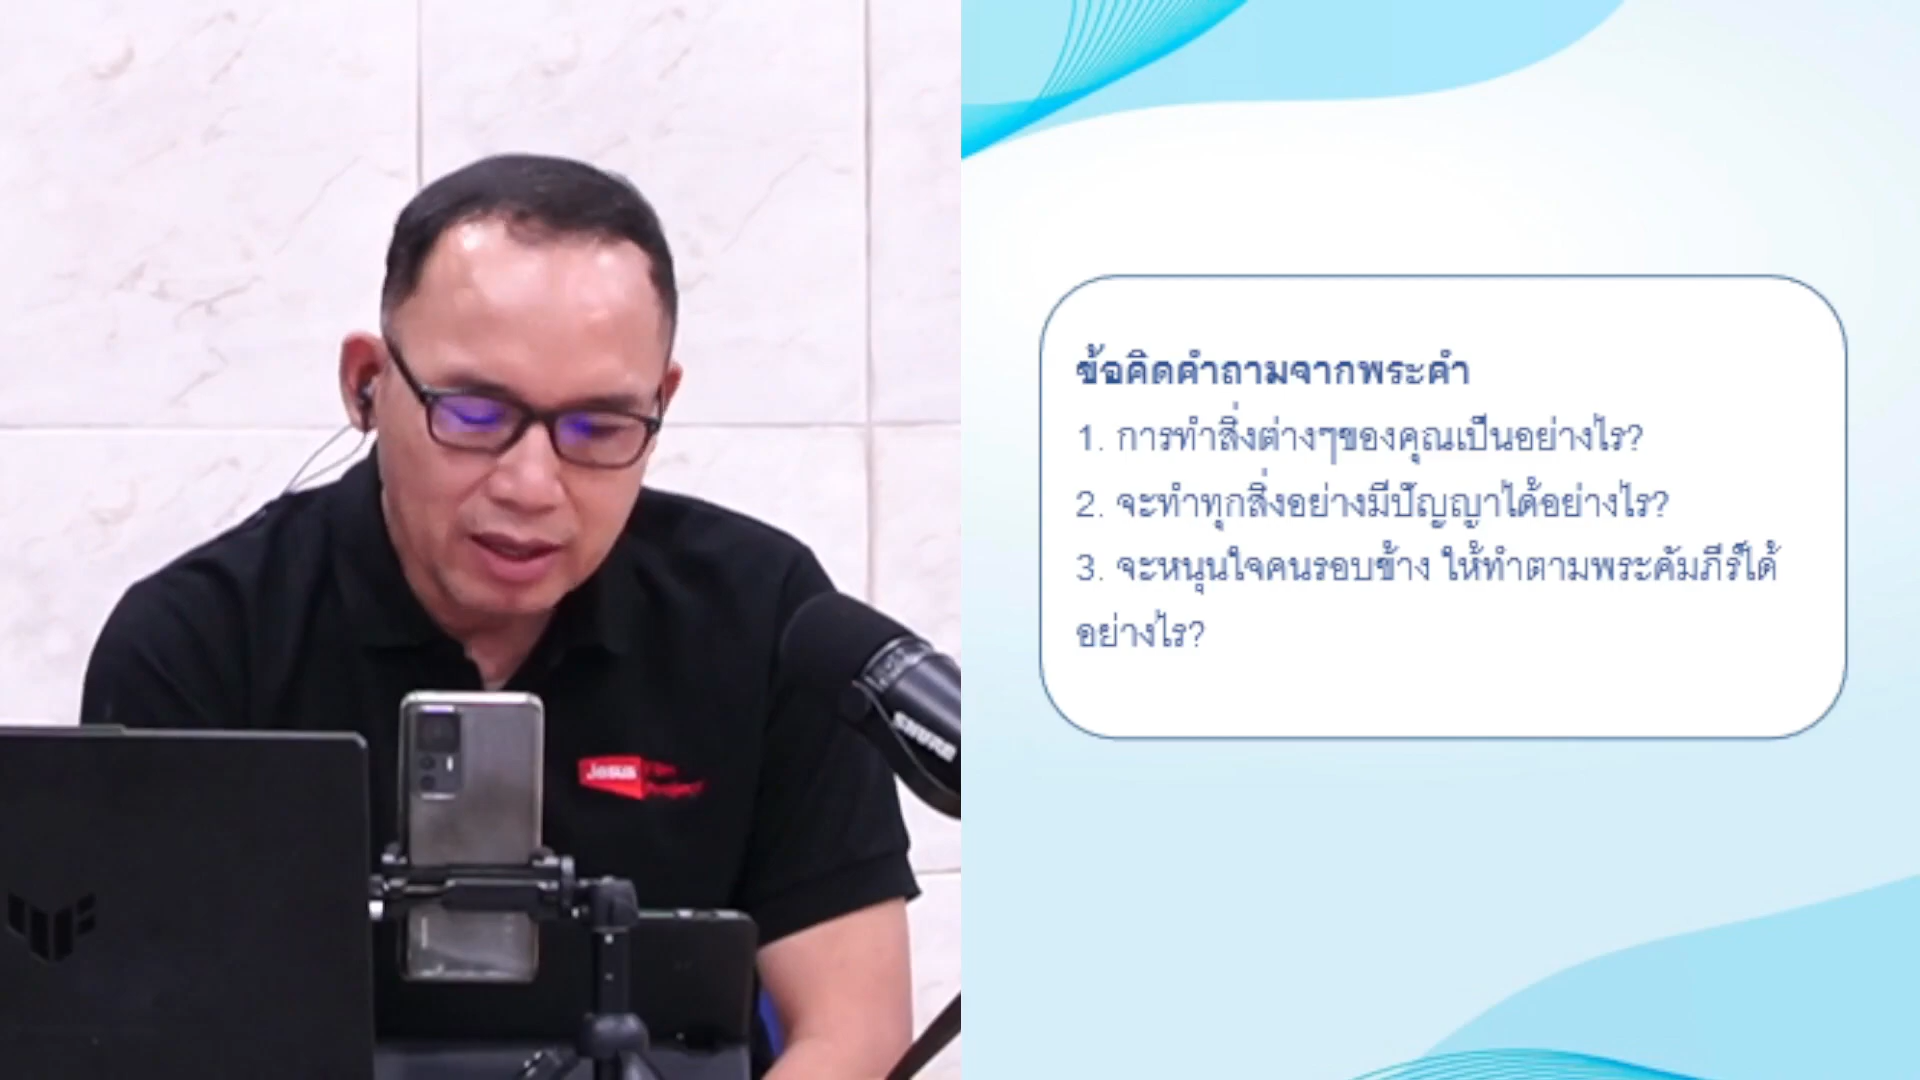 ข้อคิดคำถามจากพระคำ
1. การทำสิ่งต่างๆของคุณเป็นอย่างไร?
2. จะทำทุกสิ่งอย่างมีปัญญาได้อย่างไร?
3. จะหนุนใจคนรอบข้าง ให้ทำตามพระคัมภีร์ได้
อย่างไร?
Jesus Film
Project
SHURE